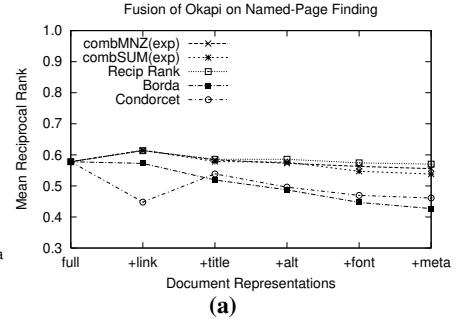 Fusion of Okapi on Named-Page Finding
1.0
0.9
0.8
0.7
0.6
0.5
0.4
0.3
Mean Reciprocal Rank
combMNZ(exp)
combSUM(exp)
Recip Rank
Borda
Condorcet
full
+link
+title
+alt
+font
+meta
Document Representations
(a)
a